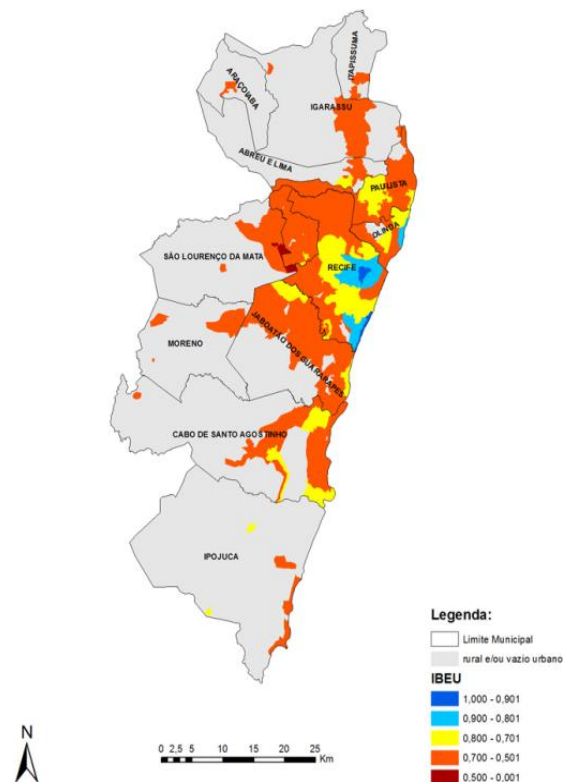 ITAPISSUMA
ARAÇOIABA
IGARASSU
ABREU E LIMA
PAULISTA
OLINDA
SÃO LOURENÇO DA MATA
RECIFE
MORENO
JABOATÃO DOS GUARARAPES
CABO DE SANTO AGOSTINHO
IPOJUCA
Legenda:
Limite Municipal
rural e/ou vazio urbano
IBEU
1,000 - 0,901
0,900 - 0,801
0,800 - 0,701
0,700 - 0,501
0,500 - 0,001
N
0 2,5 5 10 15 20 25
Km